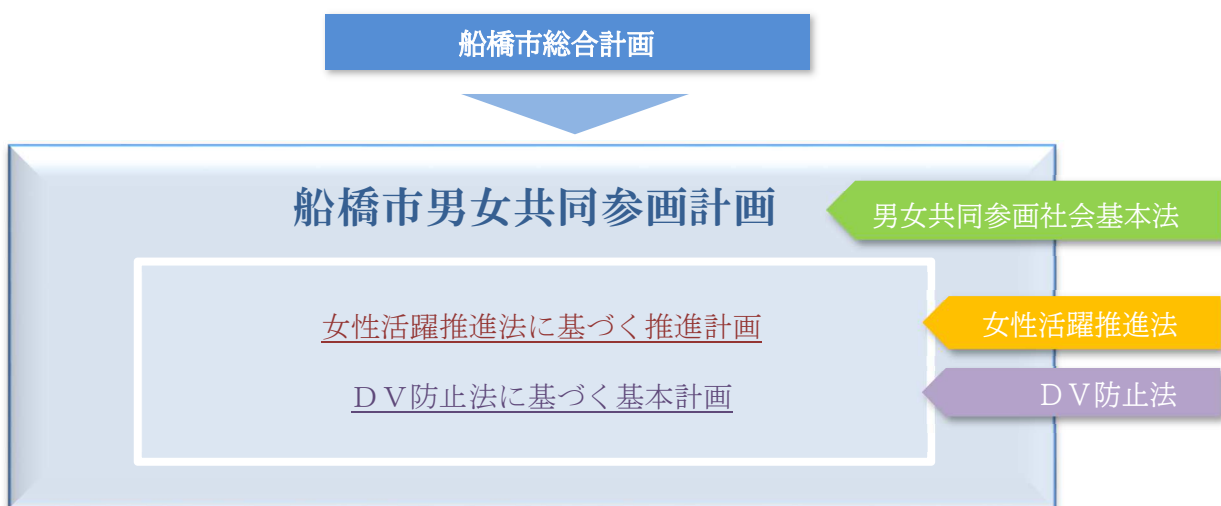 船橋市総合計画
船橋市男女共同参画計画
男女共同参画社会基本法
女性活躍推進法に基づく推進計画
女性活躍推進法
ＤＶ防止法に基づく基本計画
ＤＶ防止法